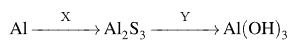 Al —X→ Al₂S₃ —Y→ Al(OH)₃